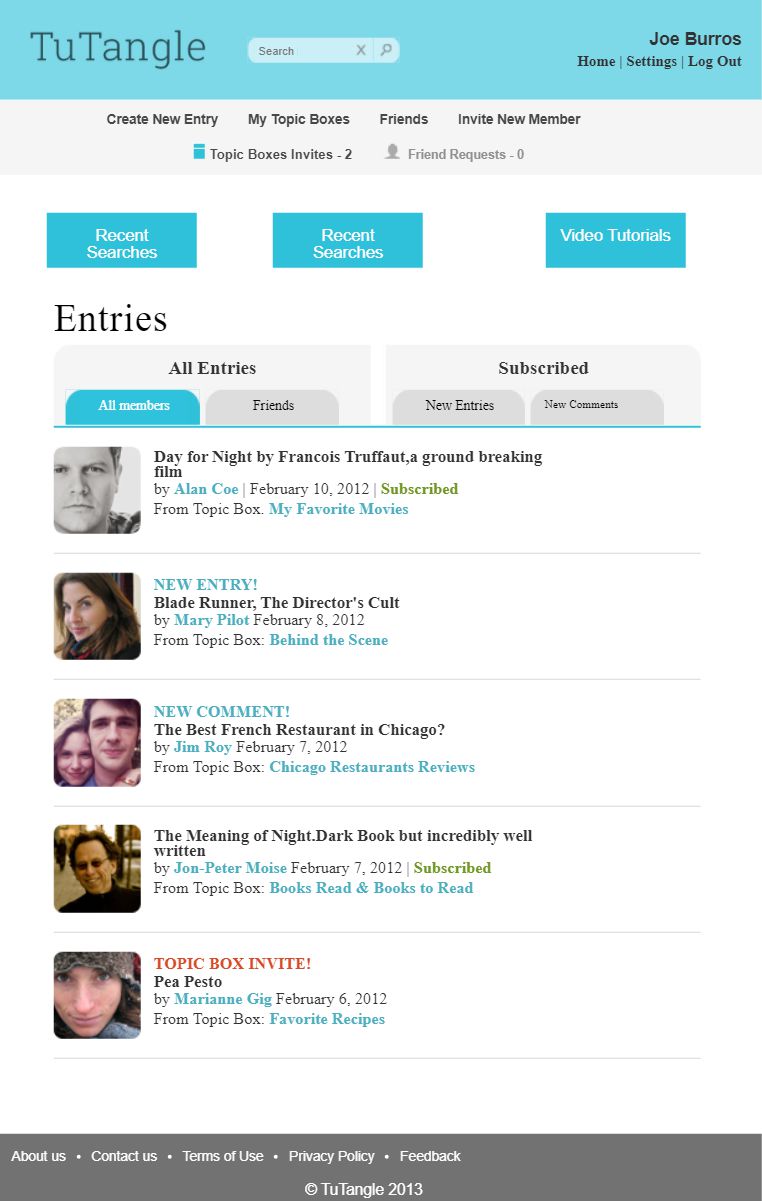 TuTangle
Search X
Joe Burros
Home | Settings | Log Out
Create New Entry My Topic Boxes Friends Invite New Member
Topic Boxes Invites - 2 Friend Requests - 0
Recent
Searches
Recent
Searches
Video Tutorials
Entries
All Entries Subscribed
All members Friends New Entries New Comments
Day for Night by Francois Truffaut,a ground breaking
film
by Alan Coe | February 10, 2012 | Subscribed
From Topic Box. My Favorite Movies
NEW ENTRY!
Blade Runner, The Director's Cult
by Mary Pilot February 8, 2012
From Topic Box: Behind the Scene
NEW COMMENT!
The Best French Restaurant in Chicago?
by Jim Roy February 7, 2012
From Topic Box: Chicago Restaurants Reviews
The Meaning of Night.Dark Book but incredibly well
written
by Jon-Peter Moise February 7, 2012 | Subscribed
From Topic Box: Books Read & Books to Read
TOPIC BOX INVITE!
Pea Pesto
by Marianne Gig February 6, 2012
From Topic Box: Favorite Recipes
About us • Contact us • Terms of Use • Privacy Policy • Feedback
© TuTangle 2013